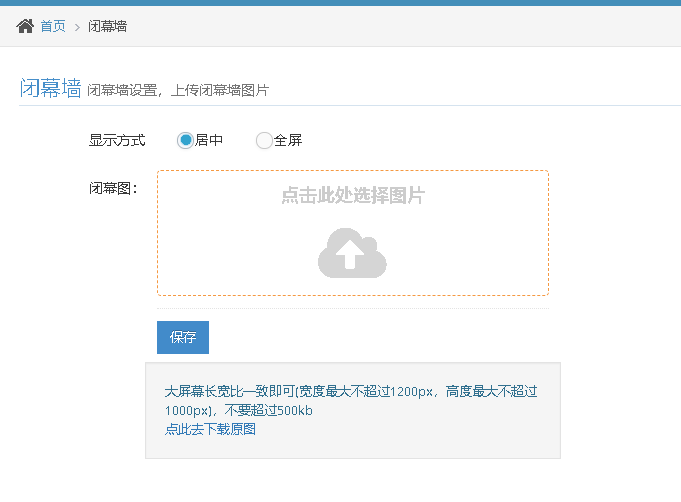 首页 > 闭幕墙
闭幕墙 闭幕墙设置，上传闭幕墙图片
显示方式 居中 全屏
闭幕图：
点击此处选择图片
保存
大屏幕长宽比一致即可(宽度最大不超过1200px，高度最大不超过
1000px)，不要超过500kb
点此去下载原图